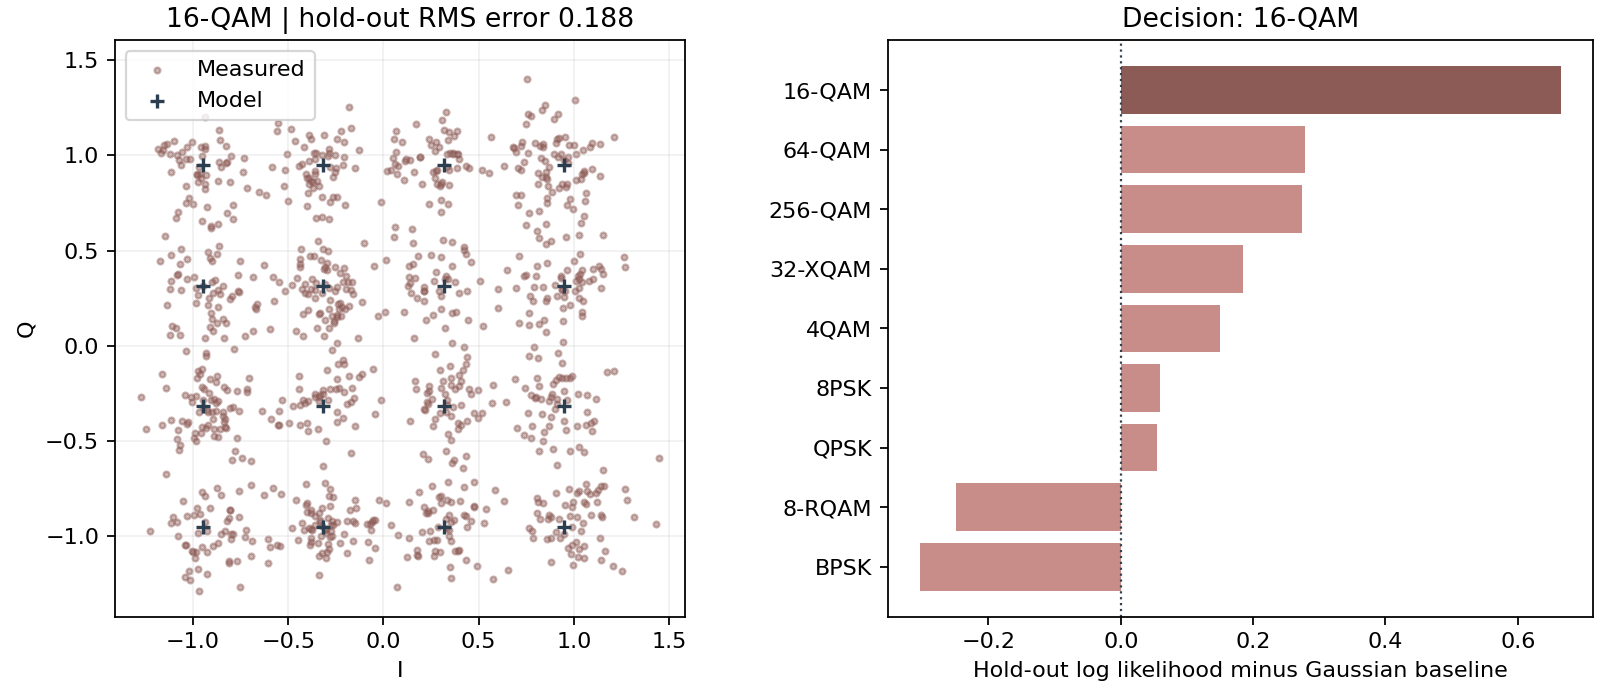 16-QAM | hold-out RMS error 0.188
Measured
Model
1.5
1.0
0.5
0.0
−0.5
−1.0
Q
−1.0
−0.5
0.0
0.5
1.0
1.5
I
Decision: 16-QAM
16-QAM
64-QAM
256-QAM
32-XQAM
4QAM
8PSK
QPSK
8-RQAM
BPSK
−0.2
0.0
0.2
0.4
0.6
Hold-out log likelihood minus Gaussian baseline